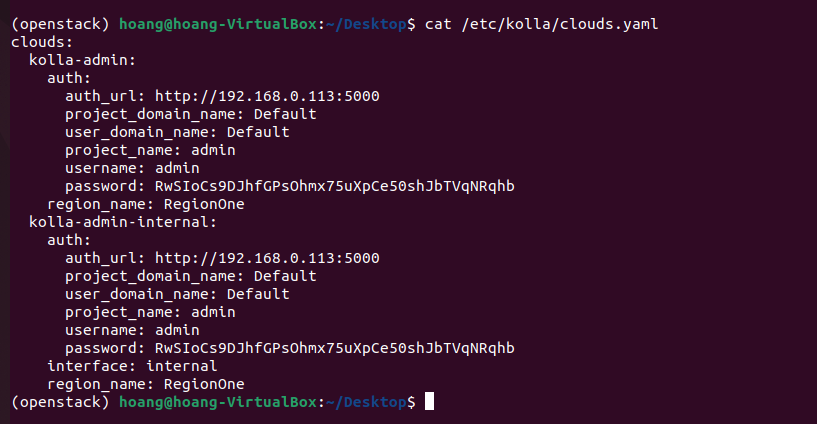 (openstack) hoang@hoang-VirtualBox:~/Desktop$ cat /etc/kolla/clouds.yaml
clouds:
  kolla-admin:
    auth:
      auth_url: http://192.168.0.113:5000
      project_domain_name: Default
      user_domain_name: Default
      project_name: admin
      username: admin
      password: RwSIoCs9DJhfGPsOhmx75uXpCe50shJbTVqNRqhb
    region_name: RegionOne
  kolla-admin-internal:
    auth:
      auth_url: http://192.168.0.113:5000
      project_domain_name: Default
      user_domain_name: Default
      project_name: admin
      username: admin
      password: RwSIoCs9DJhfGPsOhmx75uXpCe50shJbTVqNRqhb
    interface: internal
    region_name: RegionOne
(openstack) hoang@hoang-VirtualBox:~/Desktop$